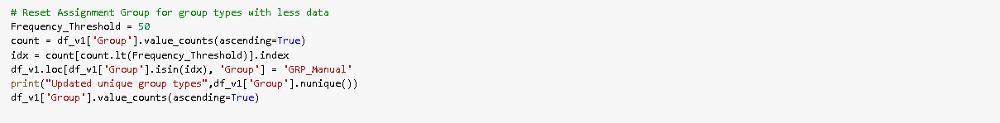 # Reset Assignment Group for group types with less data
Frequency_Threshold = 50
count = df_v1['Group'].value_counts(ascending=True)
idx = count[count.lt(Frequency_Threshold)].index
df_v1.loc[df_v1['Group'].isin(idx), 'Group'] = 'GRP_Manual'
print("Updated unique group types",df_v1['Group'].nunique())
df_v1['Group'].value_counts(ascending=True)